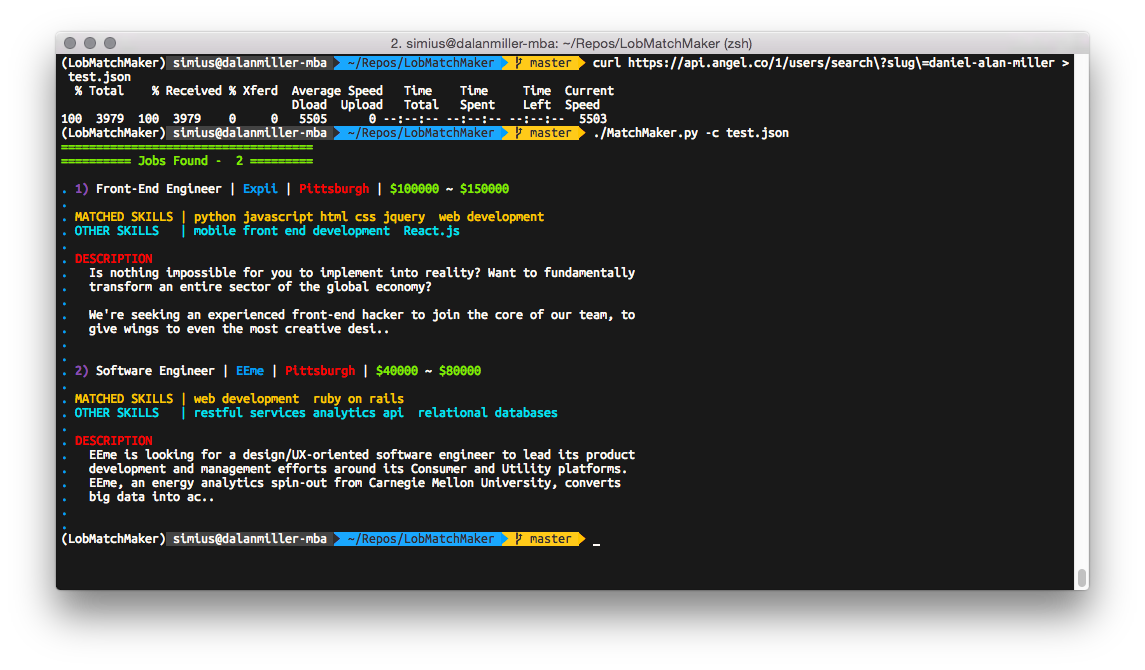 2. simius@dalanmiller-mba: ~/Repos/LobMatchMaker (zsh)
(LobMatchMaker) simius@dalanmiller-mba ~/Repos/LobMatchMaker master curl https://api.angel.co/1/users/search\?slug\=daniel-alan-miller >
test.json
% Total % Received % Xferd Average Speed Time Time Time Current
Dload Upload Total Spent Left Speed
100 3979 100 3979 0 0 5505 0 --:--:-- --:--:-- --:--:-- 5503
(LobMatchMaker) simius@dalanmiller-mba ~/Repos/LobMatchMaker master ./MatchMaker.py -c test.json
====================================
========== Jobs Found - 2 =========
.
. 1) Front-End Engineer | Expii | Pittsburgh | $100000 ~ $150000
.
. MATCHED SKILLS | python javascript html css jquery web development
. OTHER SKILLS | mobile front end development React.js
.
. DESCRIPTION
. Is nothing impossible for you to implement into reality? Want to fundamentally
. transform an entire sector of the global economy?
.
. We're seeking an experienced front-end hacker to join the core of our team, to
. give wings to even the most creative desi..
.
.
. 2) Software Engineer | EEme | Pittsburgh | $40000 ~ $80000
.
. MATCHED SKILLS | web development ruby on rails
. OTHER SKILLS | restful services analytics api relational databases
.
. DESCRIPTION
. EEme is looking for a design/UX-oriented software engineer to lead its product
. development and management efforts around its Consumer and Utility platforms.
. EEme, an energy analytics spin-out from Carnegie Mellon University, converts
. big data into ac..
.
.
(LobMatchMaker) simius@dalanmiller-mba ~/Repos/LobMatchMaker master _